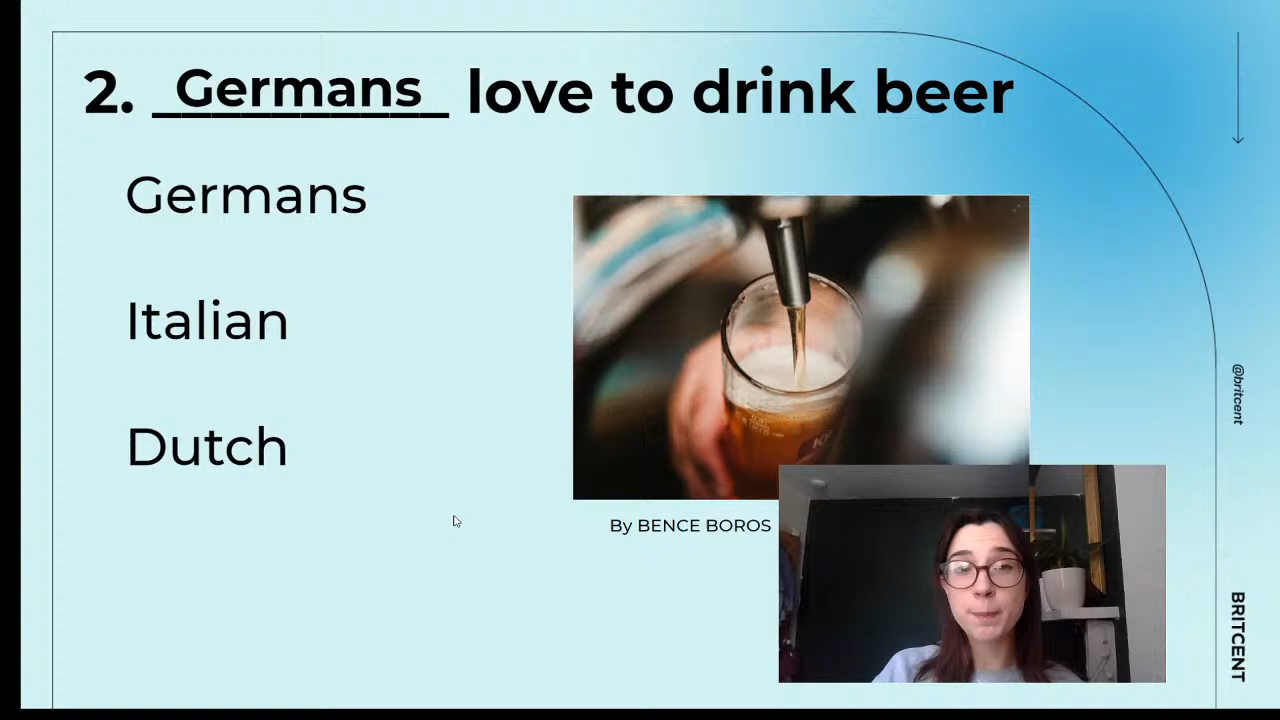 2. Germans love to drink beer
Germans
Italian
Dutch
By BENCE BOROS
@britcent
BRITCENT